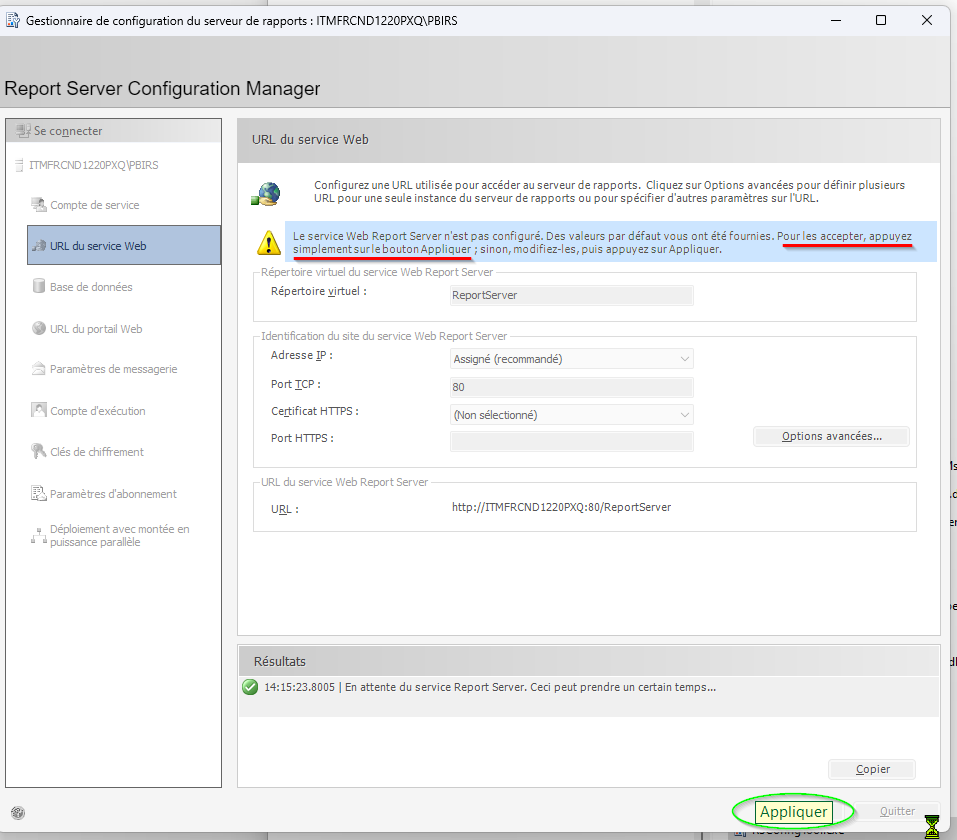 Gestionnaire de configuration du serveur de rapports : ITMFRCND1220PXQ\PBIRS
Report Server Configuration Manager
Se connecter
ITMFRCND1220PXQ\PBIRS
Compte de service
URL du service Web
Base de données
URL du portail Web
Paramètres de messagerie
Compte d'exécution
Clés de chiffrement
Paramètres d'abonnement
Déploiement avec montée en
puissance parallèle
URL du service Web
Configurez une URL utilisée pour accéder au serveur de rapports.  Cliquez sur Options avancées pour définir plusieurs
URL pour une seule instance du serveur de rapports ou pour spécifier d'autres paramètres sur l'URL.
Le service Web Report Server n'est pas configuré. Des valeurs par défaut vous ont été fournies. Pour les accepter, appuyez
simplement sur le bouton Appliquer ; sinon, modifiez-les, puis appuyez sur Appliquer.
Répertoire virtuel du service Web Report Server
Répertoire virtuel : ReportServer
Identification du site du service Web Report Server
Adresse IP : Assigné (recommandé)
Port TCP : 80
Certificat HTTPS : (Non sélectionné)
Port HTTPS :
Options avancées...
URL du service Web Report Server
URL : http://ITMFRCND1220PXQ:80/ReportServer
Résultats
14:15:23.8005 | En attente du service Report Server. Ceci peut prendre un certain temps...
Copier
Appliquer
Quitter